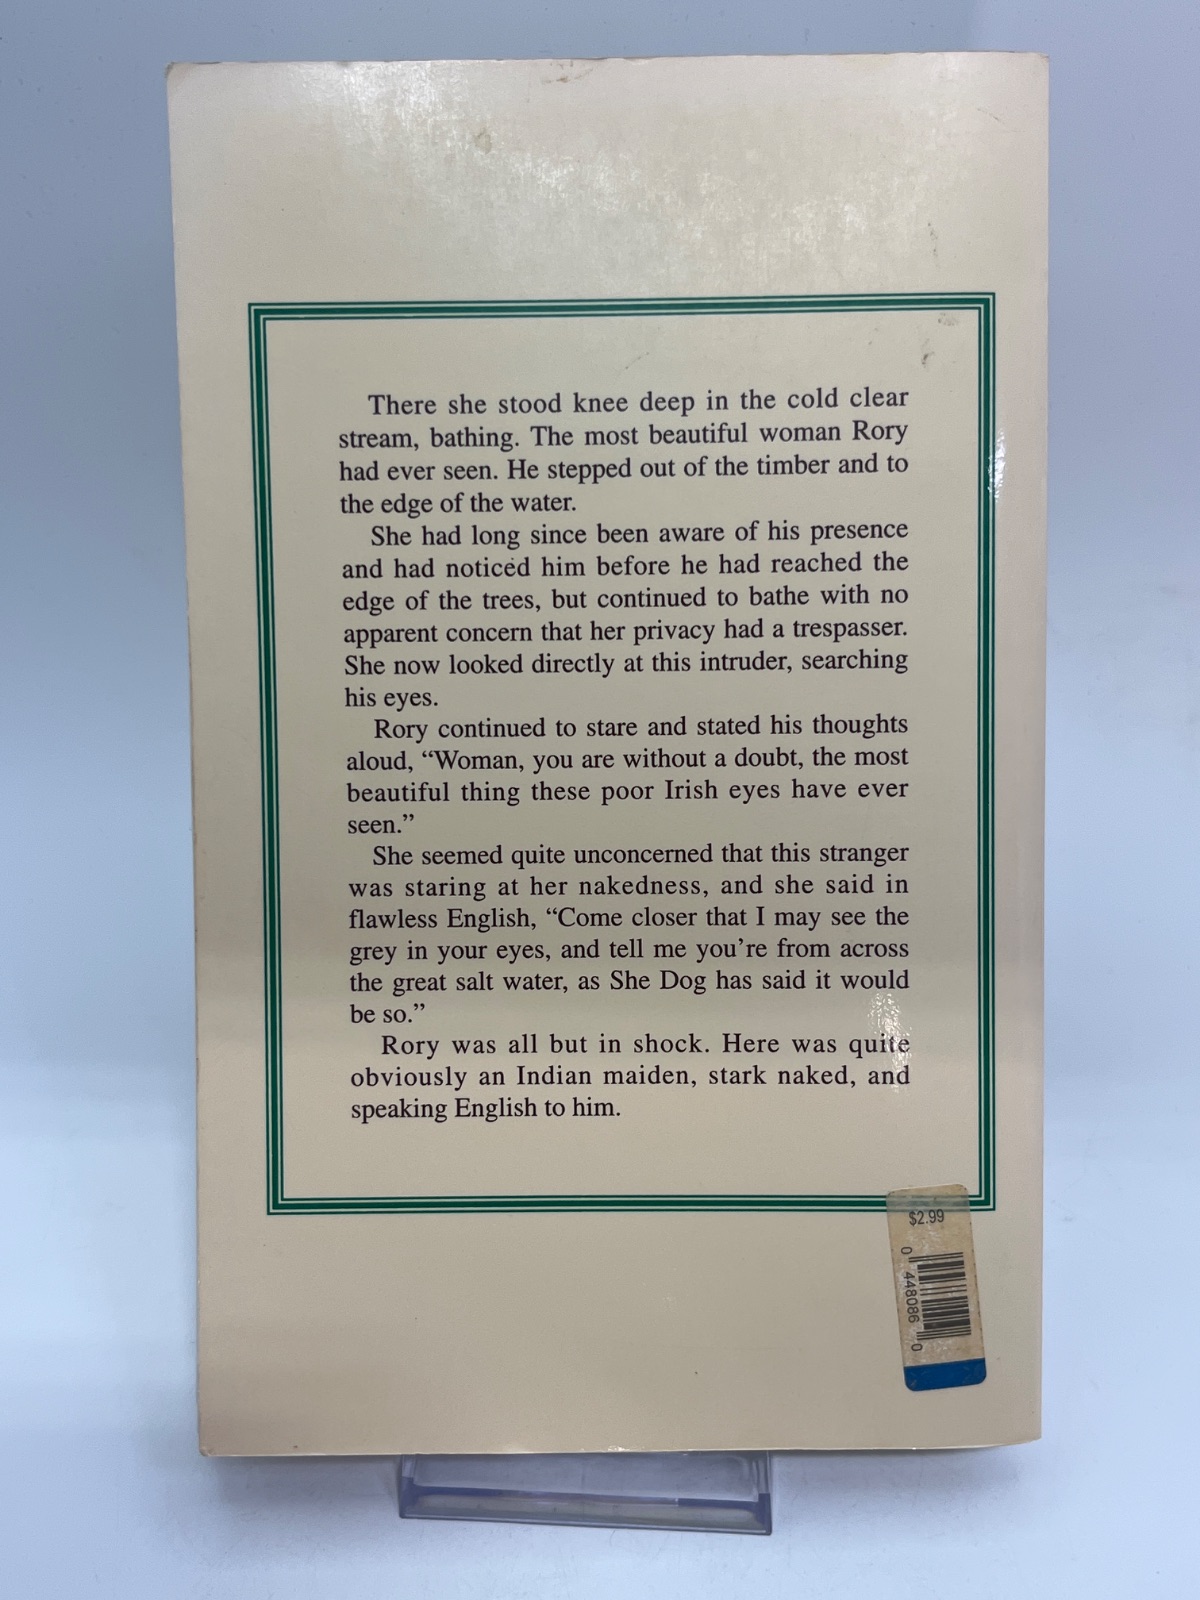 There she stood knee deep in the cold clear
stream, bathing. The most beautiful woman Rory
had ever seen. He stepped out of the timber and to
the edge of the water.
She had long since been aware of his presence
and had noticed him before he had reached the
edge of the trees, but continued to bathe with no
apparent concern that her privacy had a trespasser.
She now looked directly at this intruder, searching
his eyes.
Rory continued to stare and stated his thoughts
aloud, “Woman, you are without a doubt, the most
beautiful thing these poor Irish eyes have ever
seen.”
She seemed quite unconcerned that this stranger
was staring at her nakedness, and she said in
flawless English, “Come closer that I may see the
grey in your eyes, and tell me you’re from across
the great salt water, as She Dog has said it would
be so.”
Rory was all but in shock. Here was quite
obviously an Indian maiden, stark naked, and
speaking English to him.
$2.99
0 448086 0